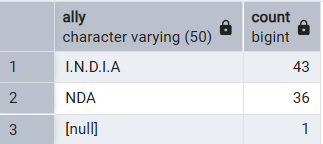 ally count
character varying (50) bigint
1 I.N.D.I.A 43
2 NDA 36
3 [null] 1